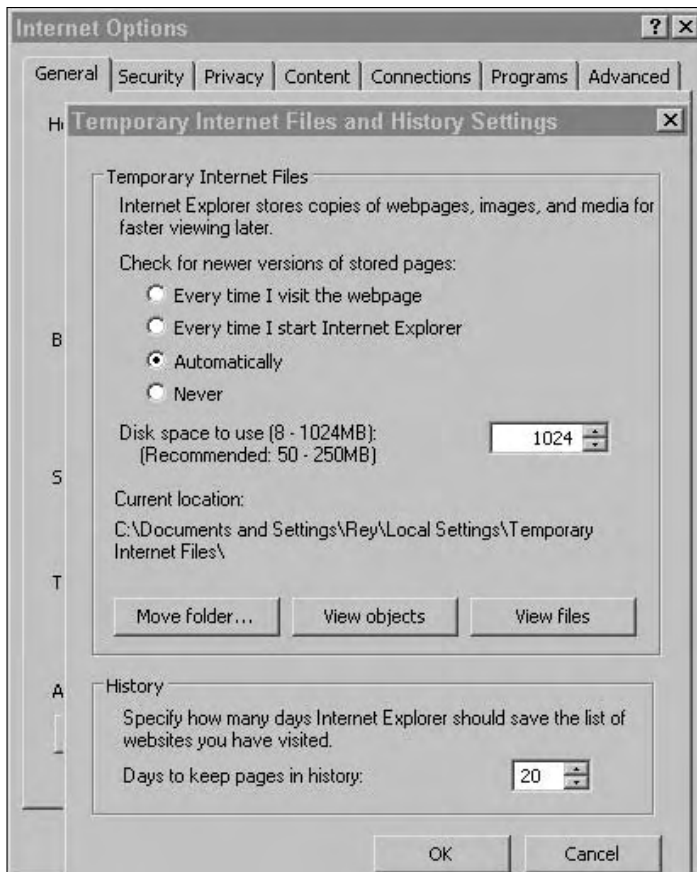 Internet Options
General Security Privacy Content Connections Programs Advanced
Temporary Internet Files and History Settings
Temporary Internet Files
Internet Explorer stores copies of webpages, images, and media for
faster viewing later.
Check for newer versions of stored pages:
Every time I visit the webpage
Every time I start Internet Explorer
Automatically
B
Never
Disk space to use (8 - 1024MB): 1024
(Recommended: 50 - 250MB)
S
Current location:
C:\Documents and Settings\Rey\Local Settings\Temporary
Internet Files\
T
Move folder... View objects View files
A
History
Specify how many days Internet Explorer should save the list of
websites you have visited.
Days to keep pages in history: 20
OK Cancel